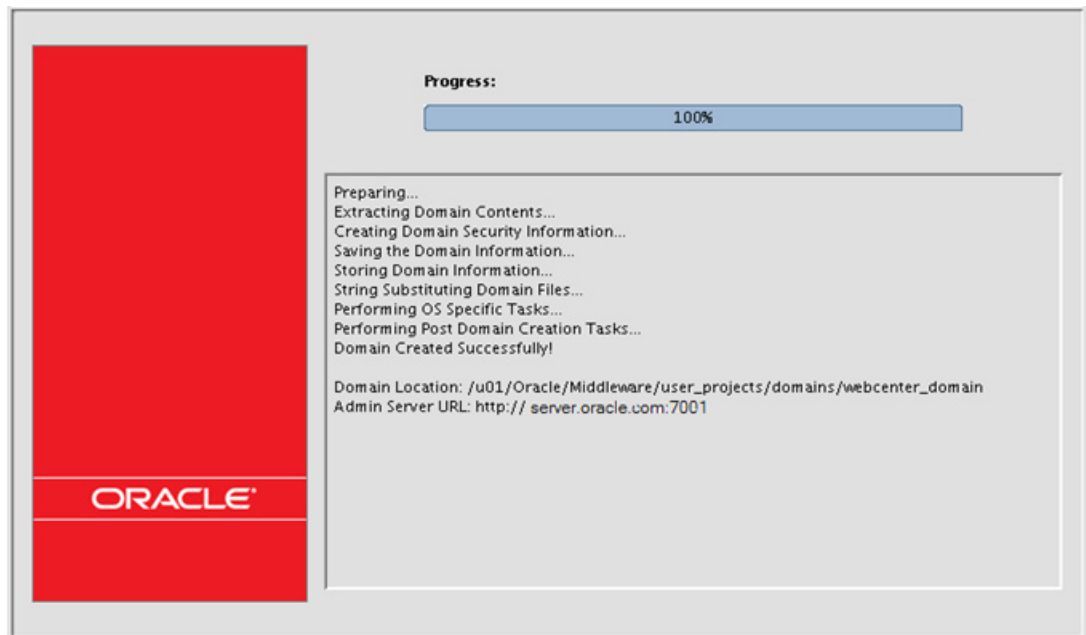 Progress:
100%
Preparing...
Extracting Domain Contents...
Creating Domain Security Information...
Saving the Domain Information...
Storing Domain Information...
String Substituting Domain Files...
Performing OS Specific Tasks...
Performing Post Domain Creation Tasks...
Domain Created Successfully!
Domain Location: /u01/Oracle/Middleware/user_projects/domains/webcenter_domain
Admin Server URL: http:// server.oracle.com:7001
ORACLE®